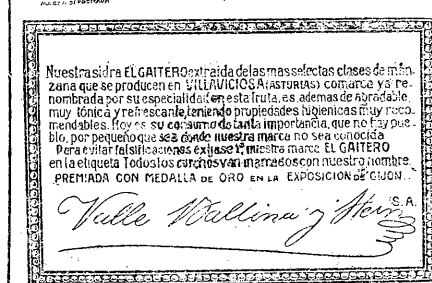 MARCA DEPOSITADA
Nuestra sidra EL GAITERO extraida de las mas selectas clases de man-
zana que se producen en VILLAVICIOSA (ASTURIAS) comarca ya re-
nombrada por su especialidad en esta fruta, es, ademas de agradable,
muy tónica y refrescante, teniendo propiedades higienicas muy reco-
mendables. Hoy es su consumo de tanta importancia, que no hay pue-
blo, por pequeño que sea donde nuestra marca no sea conocida
Para evitar falsificaciones exijase nuestra marca EL GAITERO
en la etiqueta Todos los corchos van marcados con nuestro nombre.
PREMIADA CON MEDALLA DE ORO EN LA EXPOSICION DE GIJON.
Valle Ballina y Fern S.A.